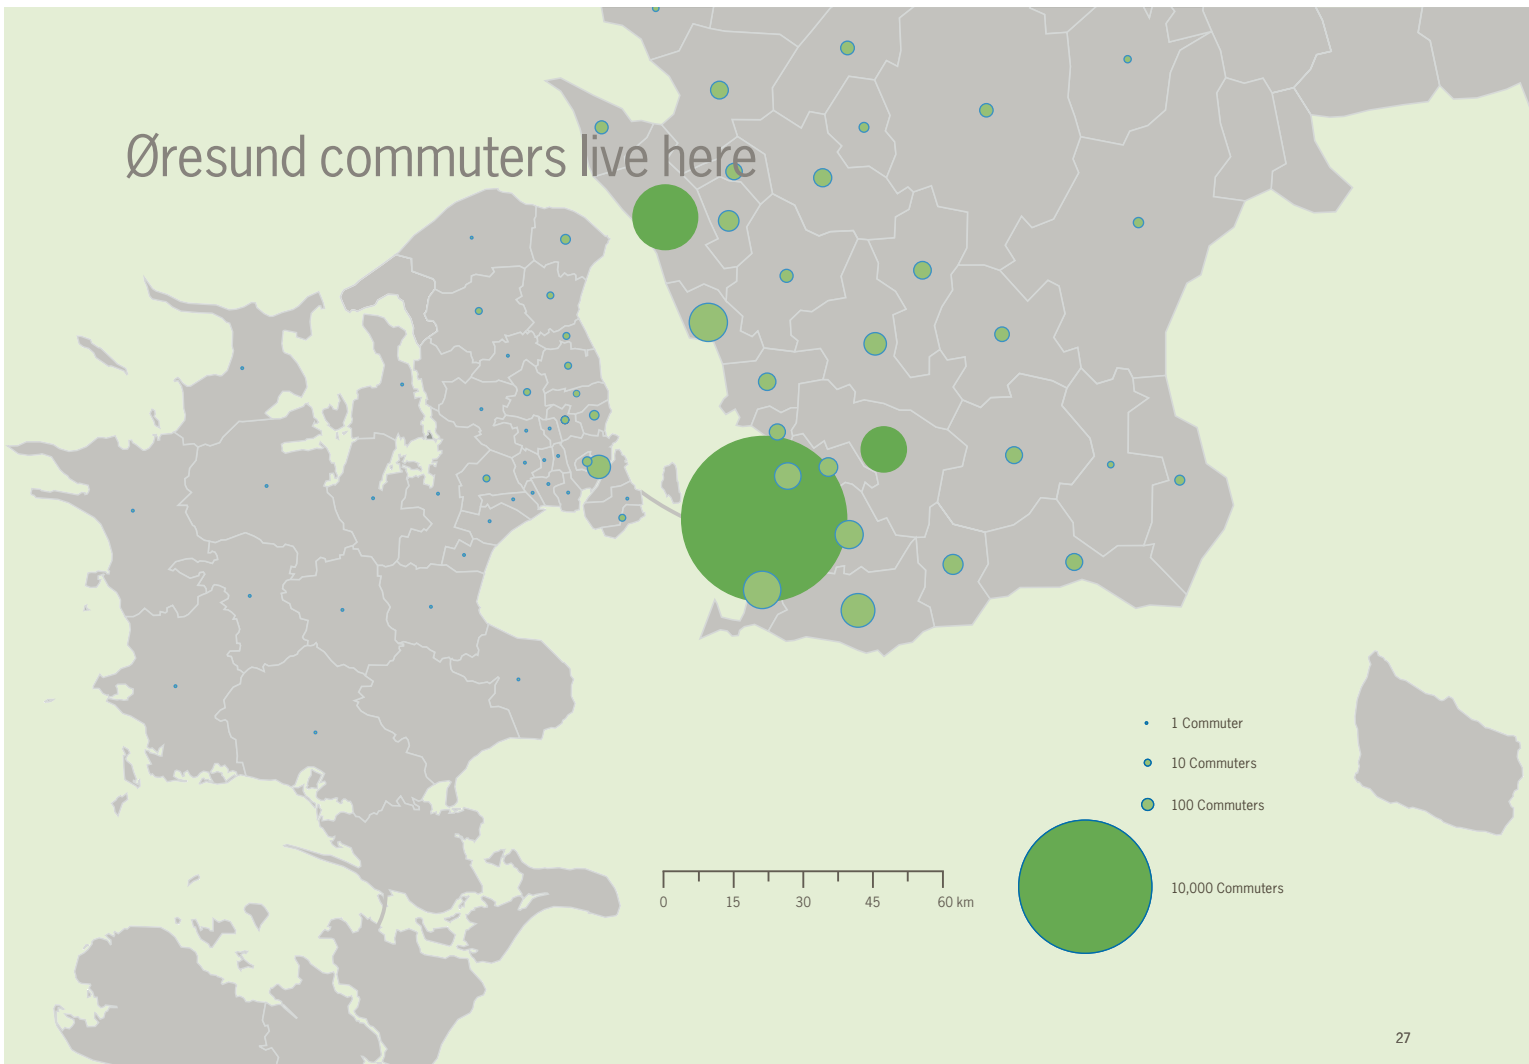 Øresund commuters live here
1 Commuter
10 Commuters
100 Commuters
10,000 Commuters
0 15 30 45 60 km
27